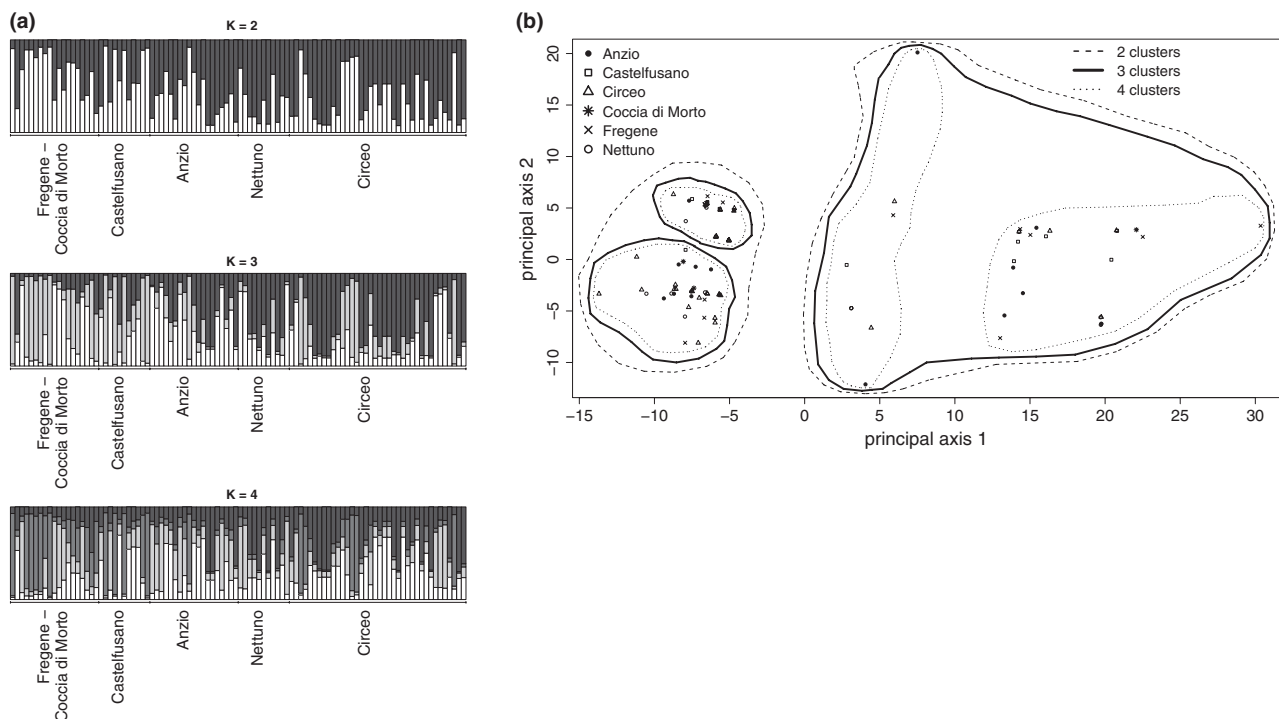 (a)
K = 2
Fregene –
Coccia di Morto
Castelfusano
Anzio
Nettuno
Circeo
K = 3
Fregene –
Coccia di Morto
Castelfusano
Anzio
Nettuno
Circeo
K = 4
Fregene –
Coccia di Morto
Castelfusano
Anzio
Nettuno
Circeo
(b)
Anzio
Castelfusano
Circeo
Coccia di Morto
Fregene
Nettuno
2 clusters
3 clusters
4 clusters
principal axis 2
20
15
10
5
0
−5
−10
−15
−10
−5
0
5
10
15
20
25
30
principal axis 1